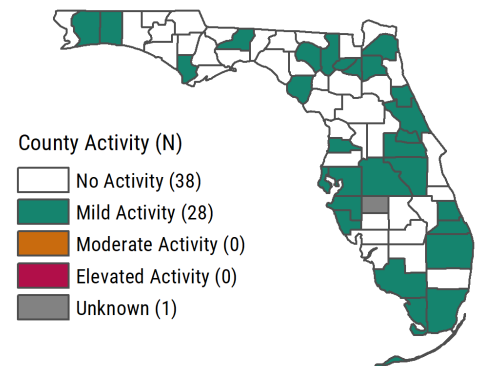 County Activity (N)
No Activity (38)
Mild Activity (28)
Moderate Activity (0)
Elevated Activity (0)
Unknown (1)